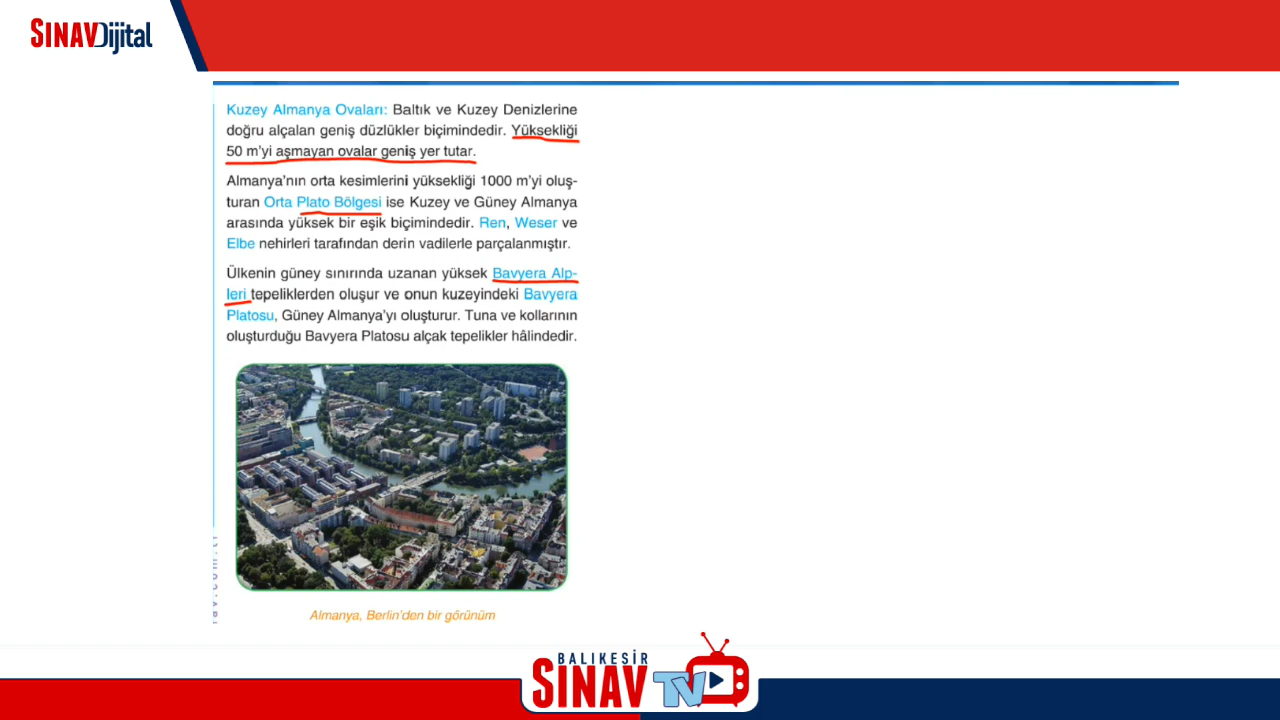 SINAVDijital
Kuzey Almanya Ovaları: Baltık ve Kuzey Denizlerine
doğru alçalan geniş düzlükler biçimindedir. Yüksekliği
50 m'yi aşmayan ovalar geniş yer tutar.
Almanya'nın orta kesimlerini yüksekliği 1000 m'yi oluş-
turan Orta Plato Bölgesi ise Kuzey ve Güney Almanya
arasında yüksek bir eşik biçimindedir. Ren, Weser ve
Elbe nehirleri tarafından derin vadilerle parçalanmıştır.
Ülkenin güney sınırında uzanan yüksek Bavyera Alp-
leri tepeliklerden oluşur ve onun kuzeyindeki Bavyera
Platosu, Güney Almanya'yı oluşturur. Tuna ve kollarının
oluşturduğu Bavyera Platosu alçak tepelikler hâlindedir.
Almanya, Berlin'den bir görünüm
BALIKESİR
SINAV TV